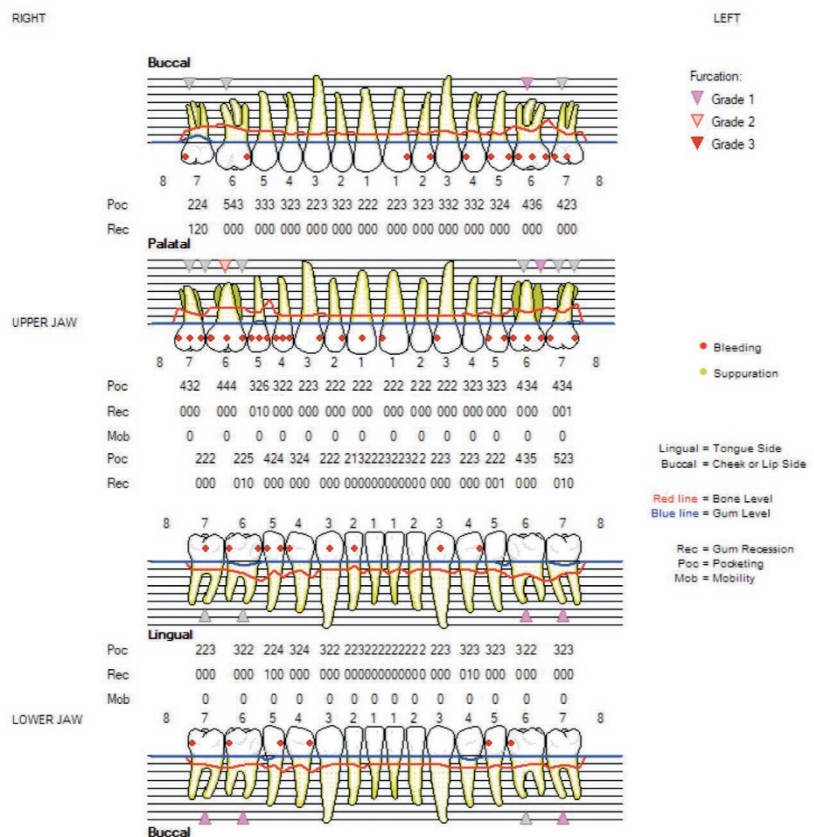 RIGHT LEFT
Buccal
Furcation:
Grade 1
Grade 2
Grade 3
8 7 6 5 4 3 2 1 1 2 3 4 5 6 7 8
Poc 224 543 333 323 223 323 222 223 323 332 332 324 436 423
Rec 120 000 000 000 000 000 000 000 000 000 000 000 000 000
Palatal
UPPER JAW
Bleeding
Suppuration
8 7 6 5 4 3 2 1 1 2 3 4 5 6 7 8
Poc 432 444 326 322 223 222 222 222 222 222 323 323 434 434
Rec 000 000 010 000 000 000 000 000 000 000 000 000 000 001
Mob 0 0 0 0 0 0 0 0 0 0 0 0 0 0
Poc 222 225 424 324 222 213222322322 223 223 222 435 523
Rec 000 010 000 000 000 000000000000 000 000 001 000 010
Lingual = Tongue Side
Buccal = Cheek or Lip Side
Red line = Bone Level
Blue line = Gum Level
Rec = Gum Recession
Poc = Pocketing
Mob = Mobility
8 7 6 5 4 3 2 1 1 2 3 4 5 6 7 8
Lingual
Poc 223 322 224 324 322 223222222222 223 323 323 322 323
Rec 000 000 100 000 000 000000000000 000 010 000 000 000
Mob 0 0 0 0 0 0 0 0 0 0 0 0 0 0
LOWER JAW
8 7 6 5 4 3 2 1 1 2 3 4 5 6 7 8
Buccal